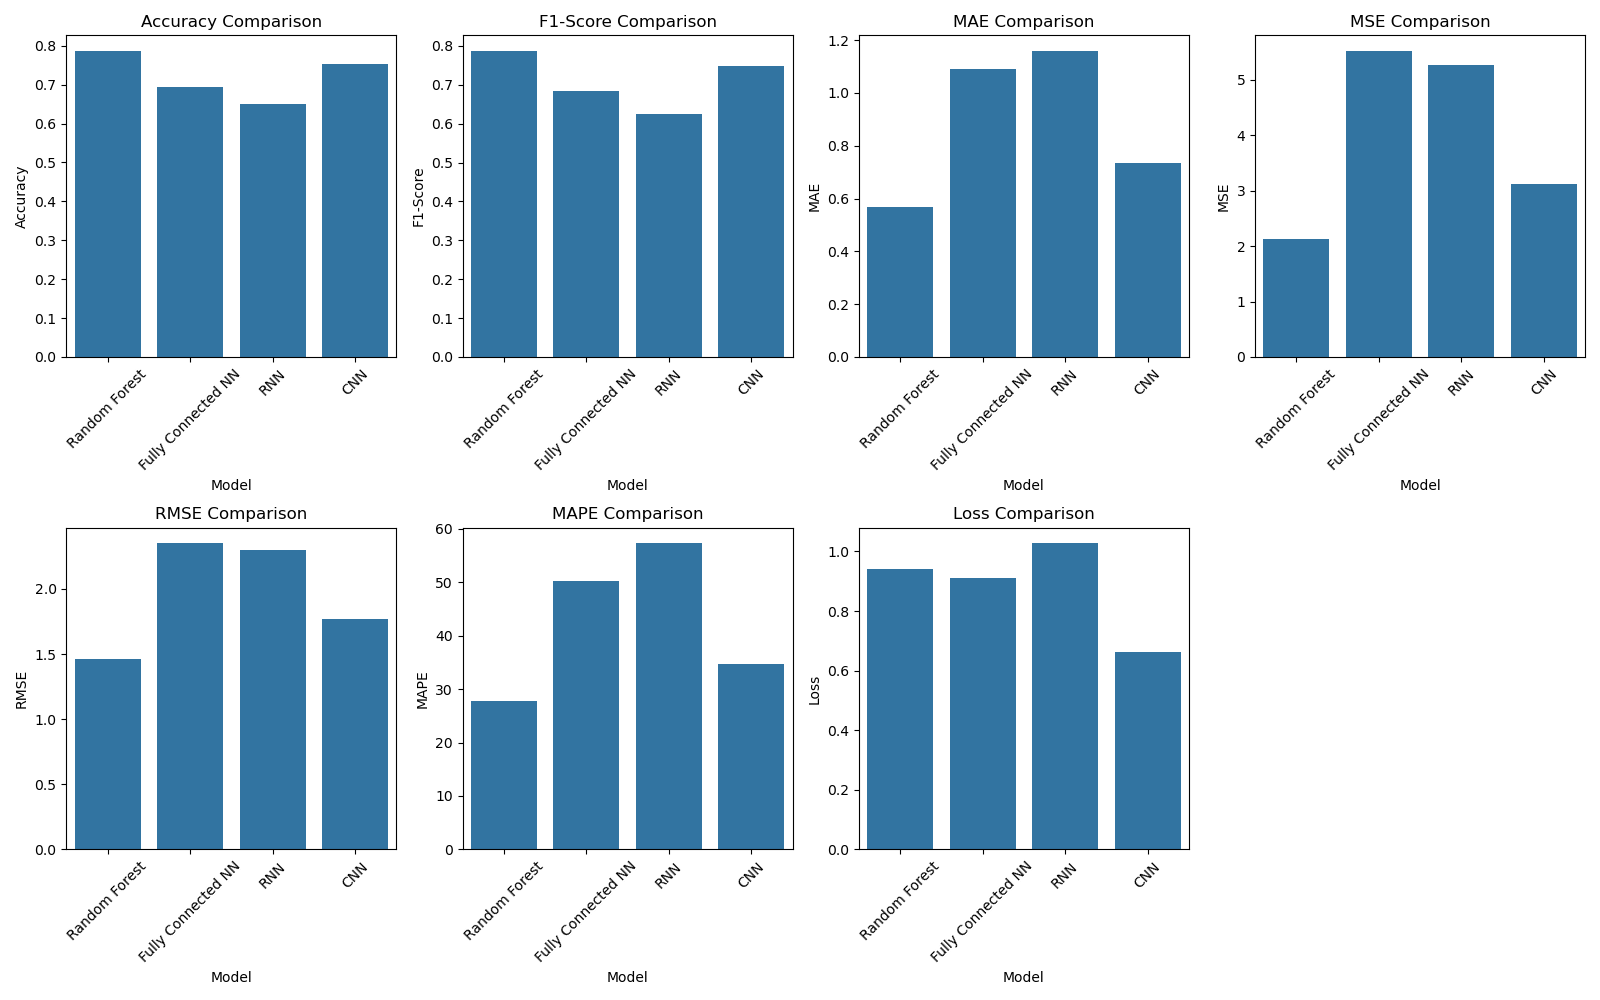 Accuracy Comparison
Accuracy
0.8
0.7
0.6
0.5
0.4
0.3
0.2
0.1
0.0
Random Forest
Fully Connected NN
RNN
CNN
Model
F1-Score Comparison
F1-Score
0.8
0.7
0.6
0.5
0.4
0.3
0.2
0.1
0.0
Random Forest
Fully Connected NN
RNN
CNN
Model
MAE Comparison
MAE
1.2
1.0
0.8
0.6
0.4
0.2
0.0
Random Forest
Fully Connected NN
RNN
CNN
Model
MSE Comparison
MSE
5
4
3
2
1
0
Random Forest
Fully Connected NN
RNN
CNN
Model
RMSE Comparison
RMSE
2.0
1.5
1.0
0.5
0.0
Random Forest
Fully Connected NN
RNN
CNN
Model
MAPE Comparison
MAPE
60
50
40
30
20
10
0
Random Forest
Fully Connected NN
RNN
CNN
Model
Loss Comparison
Loss
1.0
0.8
0.6
0.4
0.2
0.0
Random Forest
Fully Connected NN
RNN
CNN
Model